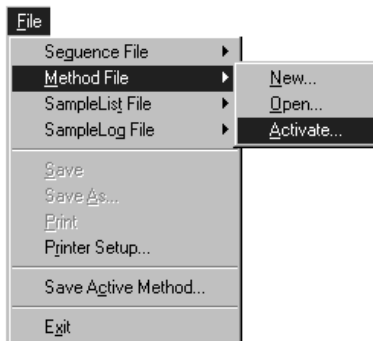 File
Seguence File
Method File
SampleList File
SampleLog File
Save
Save As...
Print
Printer Setup...
Save Active Method...
Exit
New...
Open...
Activate...